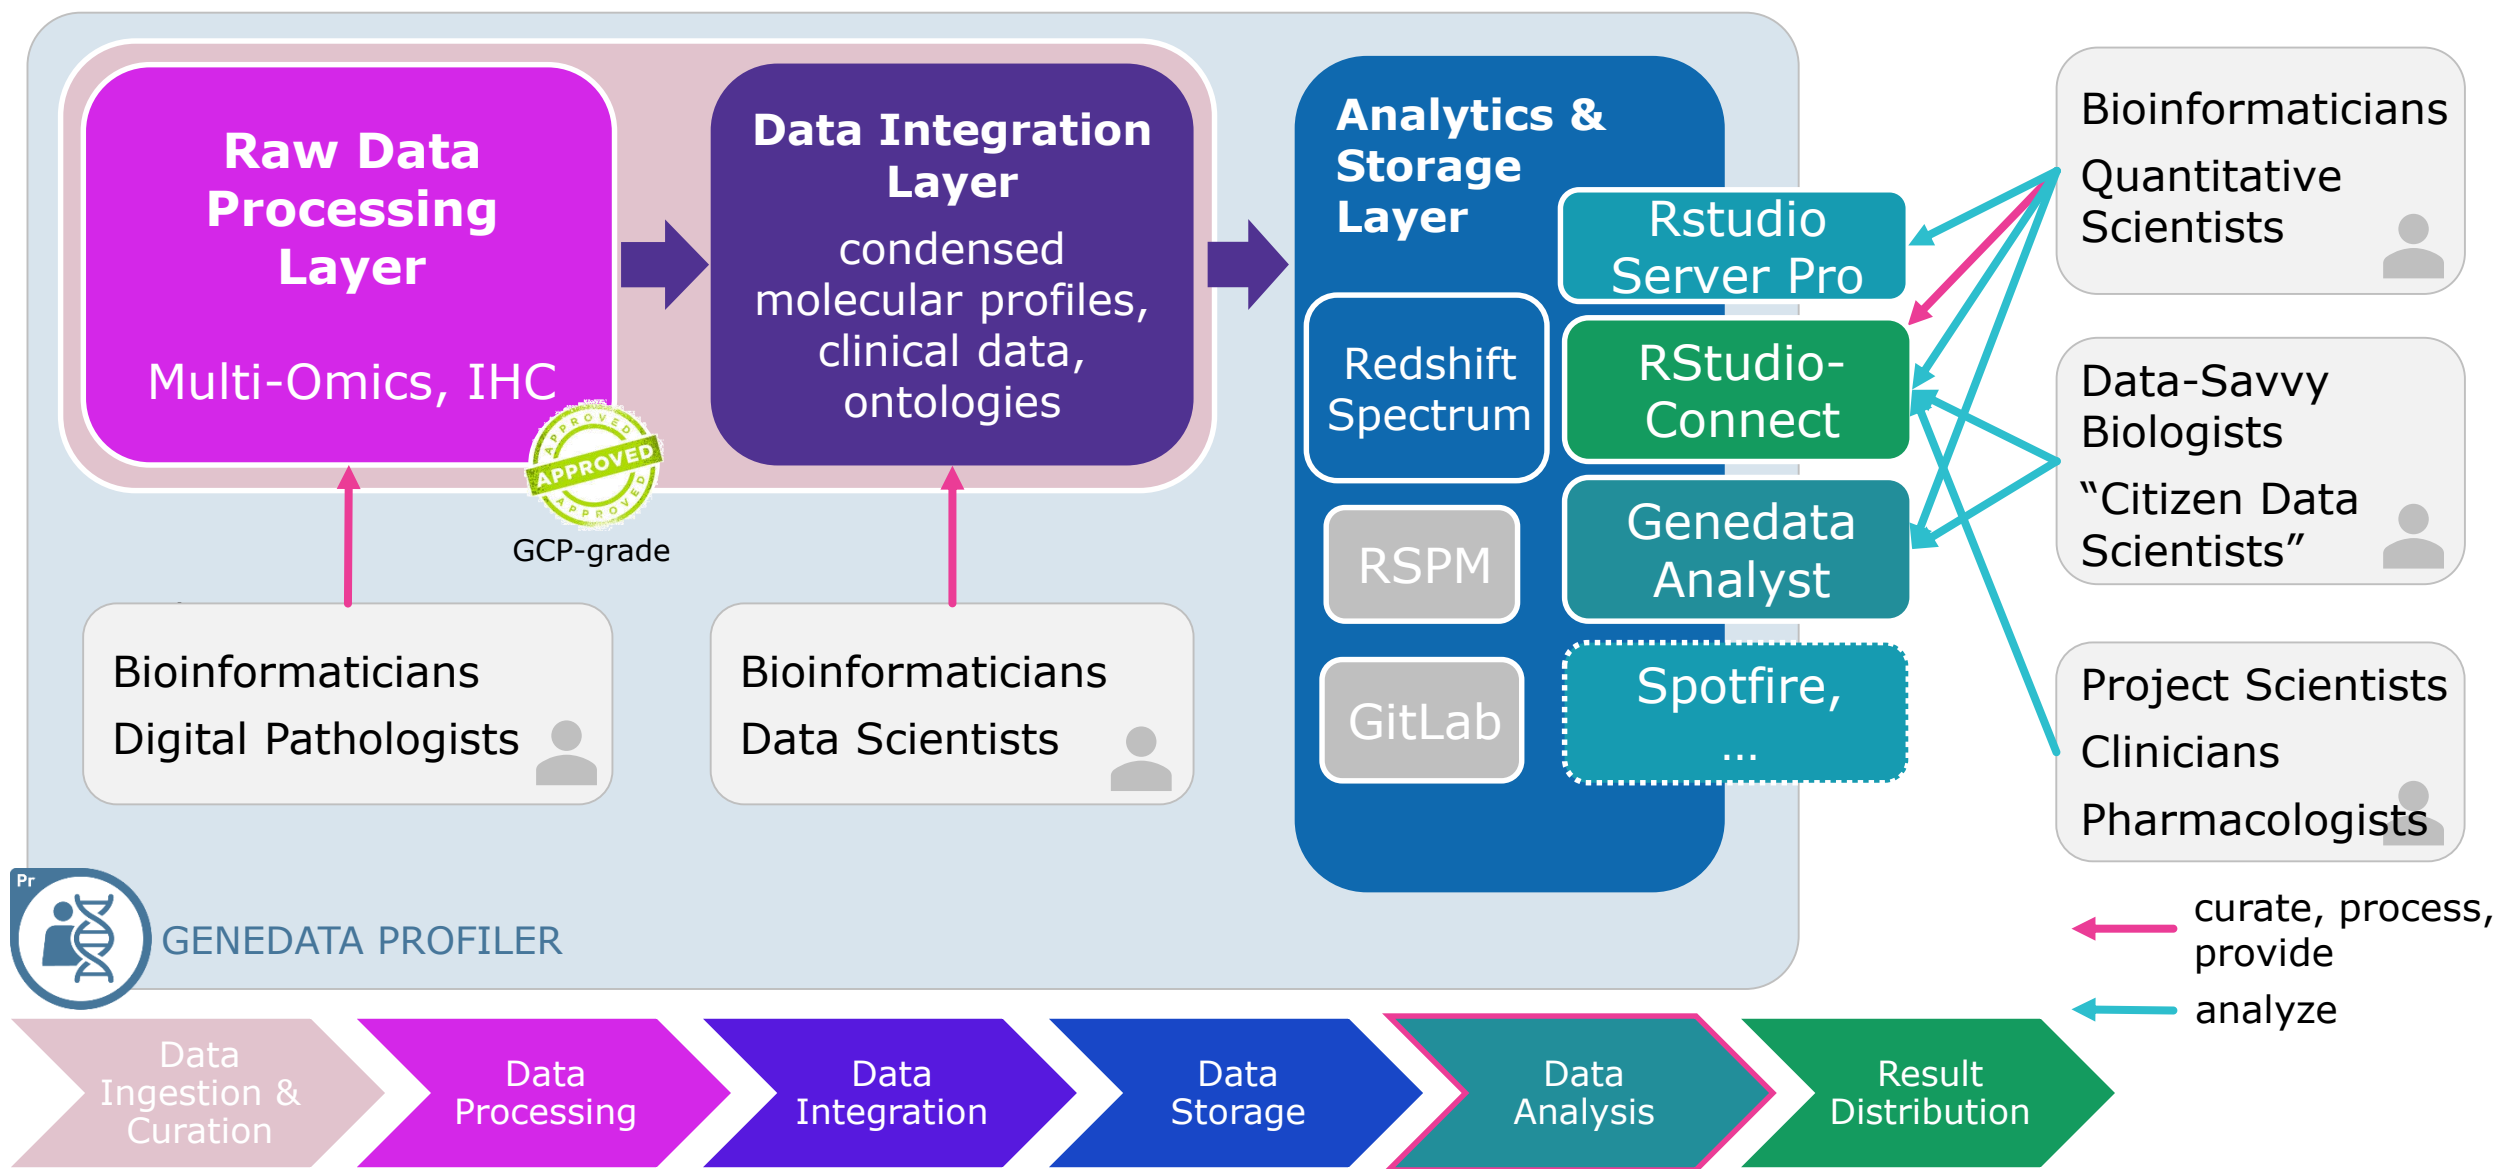 Raw Data
Processing
Layer
Multi-Omics, IHC
APPROVED
APPROVED
APPROVED
GCP-grade
Data Integration
Layer
condensed
molecular profiles,
clinical data,
ontologies
Analytics &
Storage
Layer
Redshift
Spectrum
RSPM
GitLab
Rstudio
Server Pro
RStudio-
Connect
Genedata
Analyst
Spotfire,
...
Bioinformaticians
Quantitative
Scientists
Data-Savvy
Biologists
“Citizen Data
Scientists”
Project Scientists
Clinicians
Pharmacologists
Bioinformaticians
Digital Pathologists
Bioinformaticians
Data Scientists
Pr
GENEDATA PROFILER
curate, process,
provide
analyze
Data
Ingestion &
Curation
Data
Processing
Data
Integration
Data
Storage
Data
Analysis
Result
Distribution